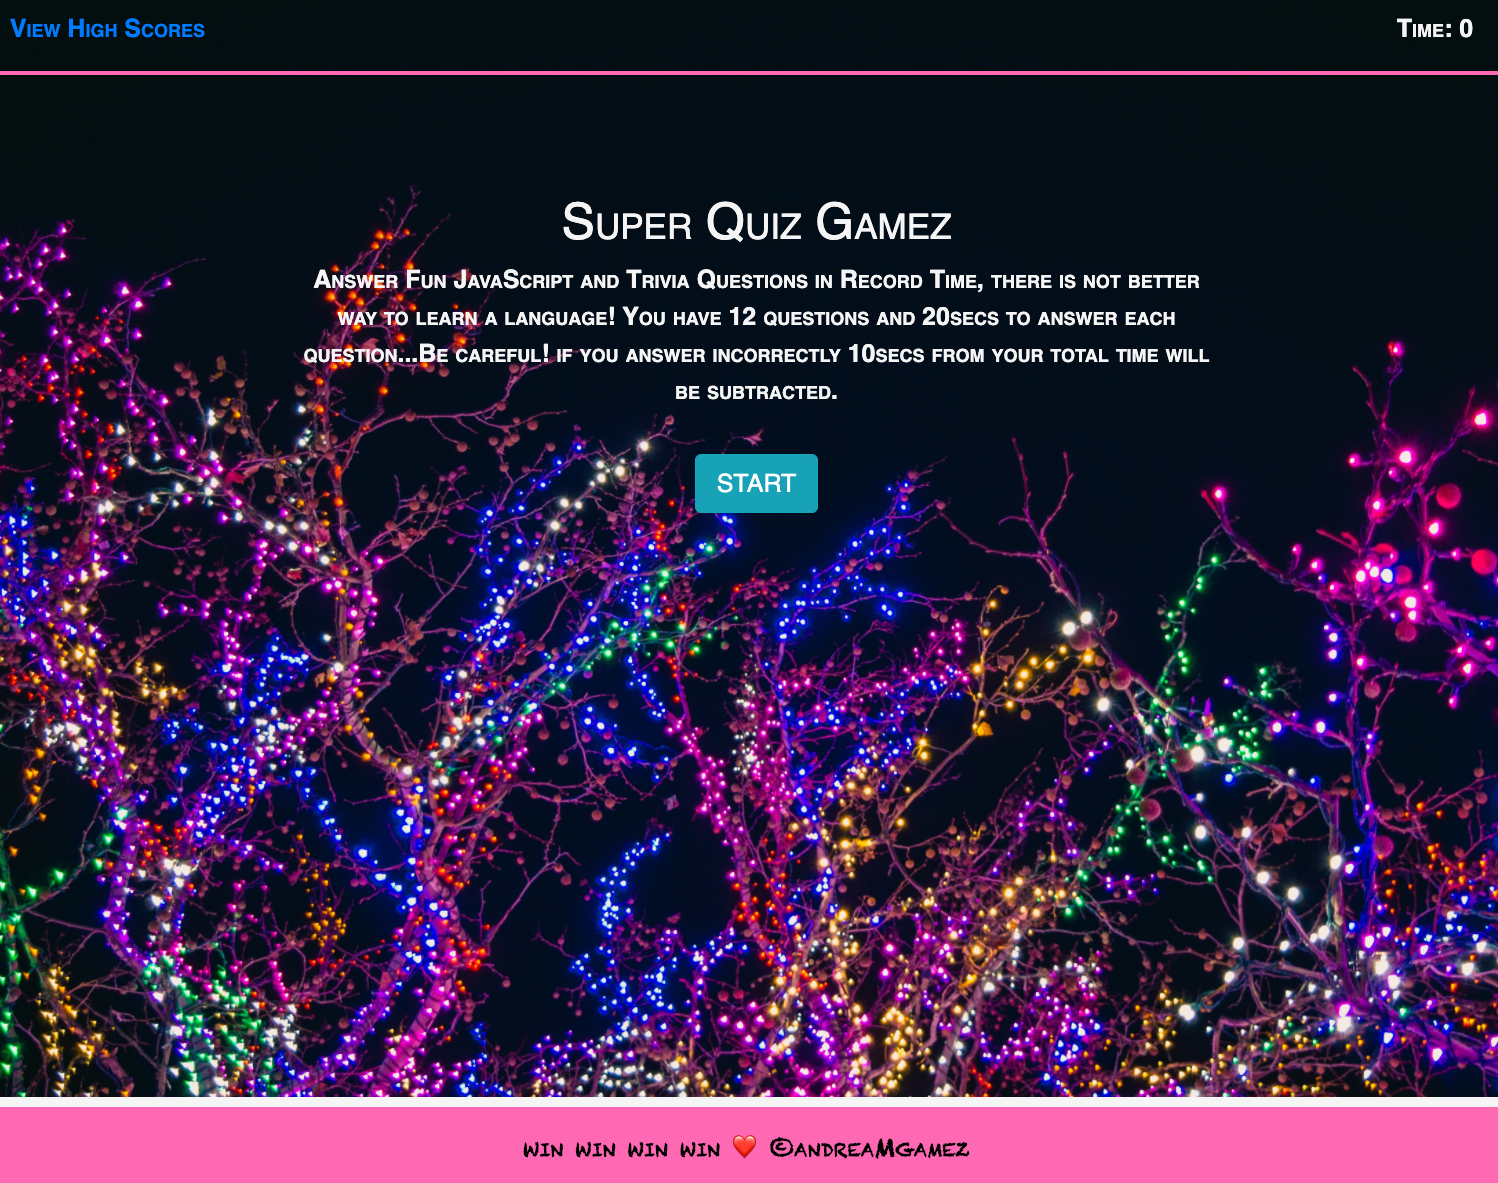 View High Scores
Time: 0
Super Quiz Gamez
Answer Fun JavaScript and Trivia Questions in Record Time, there is not better
way to learn a language! You have 12 questions and 20secs to answer each
question...Be careful! if you answer incorrectly 10secs from your total time will
be subtracted.
START
win win win win ❤️ ©andreaMgamez